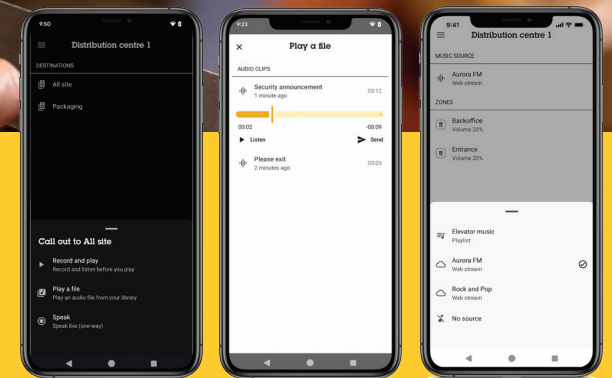 9:50
Distribution centre 1
DESTINATIONS
All site
Packaging
Call out to All site
Record and play
Record and listen before you play
Play a file
Play an audio file from your library
Speak
Speak live (one-way)
9:23
Play a file
AUDIO CLIPS
Security announcement
1 minute ago
00:12
00:02
-00:09
Listen
Send
Please exit
2 minutes ago
00:05
9:41
Distribution centre 1
MUSIC SOURCE
Aurora FM
Web stream
ZONES
Backoffice
Volume 20%
Entrance
Volume 20%
Elevator music
Playlist
Aurora FM
Web stream
Rock and Pop
Web stream
No source